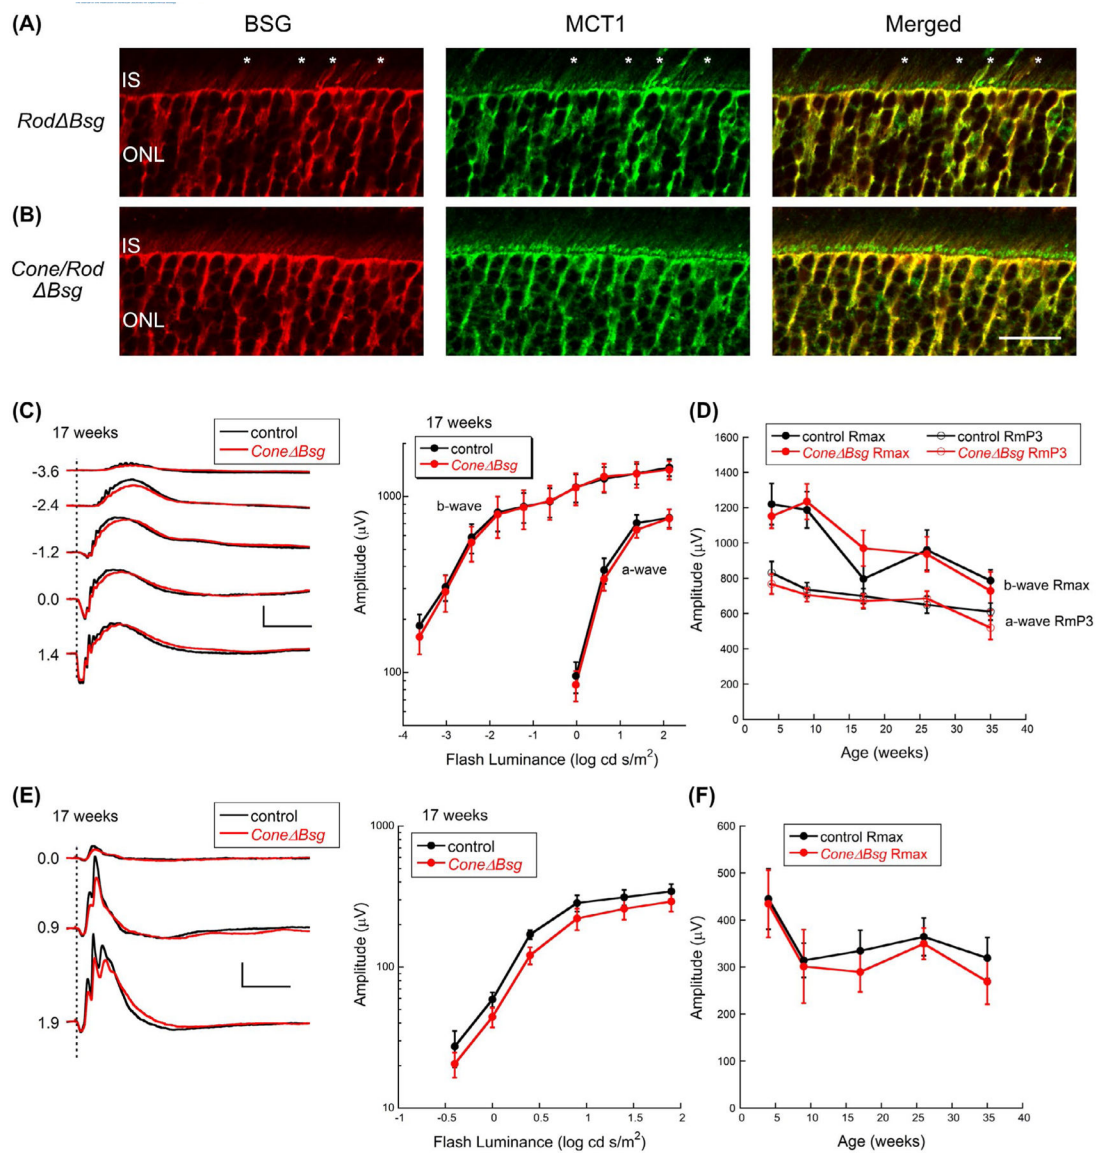 (A)
BSG
MCT1
Merged
RodΔBsg
IS
ONL
* * * *
* * * *
* * * *
(B)
Cone/Rod
ΔBsg
IS
ONL
(C)
17 weeks
control
ConeΔBsg
-3.6
-2.4
-1.2
0.0
1.4
17 weeks
control
ConeΔBsg
b-wave
a-wave
Amplitude (μV)
1000
100
-4 -3 -2 -1 0 1 2
Flash Luminance (log cd s/m²)
(D)
control Rmax
ConeΔBsg Rmax
control RmP3
ConeΔBsg RmP3
Amplitude (μV)
1600
1400
1200
1000
800
600
400
200
0
b-wave Rmax
a-wave RmP3
0 5 10 15 20 25 30 35 40
Age (weeks)
(E)
17 weeks
control
ConeΔBsg
0.0
0.9
1.9
17 weeks
control
ConeΔBsg
Amplitude (μV)
1000
100
10
-1 -0.5 0 0.5 1 1.5 2
Flash Luminance (log cd s/m²)
(F)
control Rmax
ConeΔBsg Rmax
Amplitude (μV)
600
500
400
300
200
100
0
0 5 10 15 20 25 30 35 40
Age (weeks)